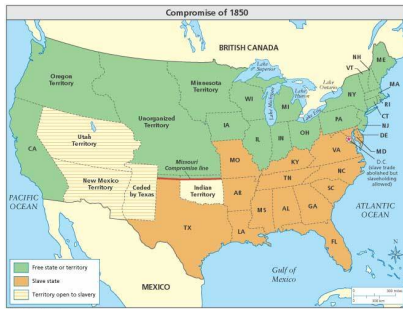 Compromise of 1850
BRITISH CANADA
Lake
Superior
Lake Michigan
Lake
Huron
Lake
Ontario
Oregon
Territory
Minnesota
Territory
Unorganized
Territory
Utah
Territory
New Mexico
Territory
Ceded
by Texas
Missouri
Compromise line
Indian
Territory
NH
VT
ME
MA
NY
RI
CT
NJ
DE
MD
D.C.
(slave trade
abolished but
slaveholding
allowed)
WI
MI
PA
IA
IL
IN
OH
CA
MO
KY
VA
NC
TN
SC
AR
MS
AL
GA
TX
LA
FL
PACIFIC
OCEAN
ATLANTIC
OCEAN
Gulf of
Mexico
MEXICO
Free state or territory
Slave state
Territory open to slavery
N